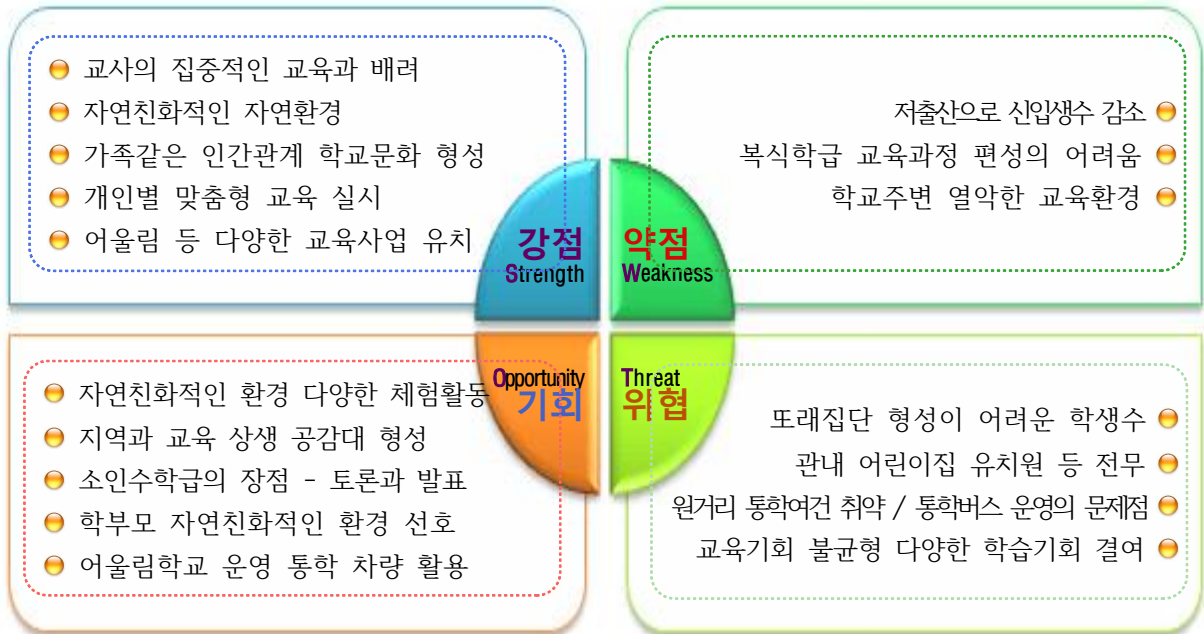 교사의 집중적인 교육과 배려
자연친화적인 자연환경
가족같은 인간관계 학교문화 형성
개인별 맞춤형 교육 실시
어울림 등 다양한 교육사업 유치
강점
Strength
저출산으로 신입생수 감소
복식학급 교육과정 편성의 어려움
학교주변 열악한 교육환경
약점
Weakness
Opportunity
기회
자연친화적인 환경 다양한 체험활동
지역과 교육 상생 공감대 형성
소인수학급의 장점 - 토론과 발표
학부모 자연친화적인 환경 선호
어울림학교 운영 통학 차량 활용
Threat
위협
또래집단 형성이 어려운 학생수
관내 어린이집 유치원 등 전무
원거리 통학여건 취약 / 통학버스 운영의 문제점
교육기회 불균형 다양한 학습기회 결여